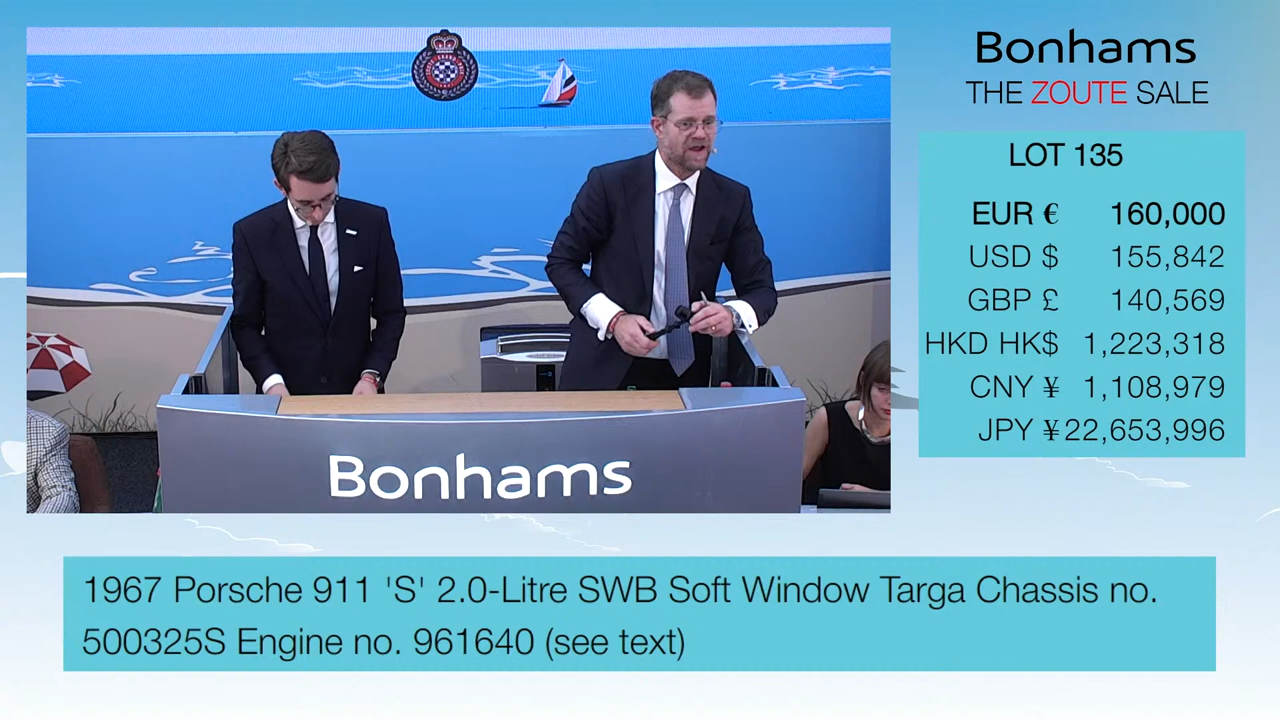 Bonhams
THE ZOUTE SALE
LOT 135
EUR € 160,000
USD $ 155,842
GBP £ 140,569
HKD HK$ 1,223,318
CNY ¥ 1,108,979
JPY ¥ 22,653,996
Bonhams
1967 Porsche 911 'S' 2.0-Litre SWB Soft Window Targa Chassis no.
500325S Engine no. 961640 (see text)